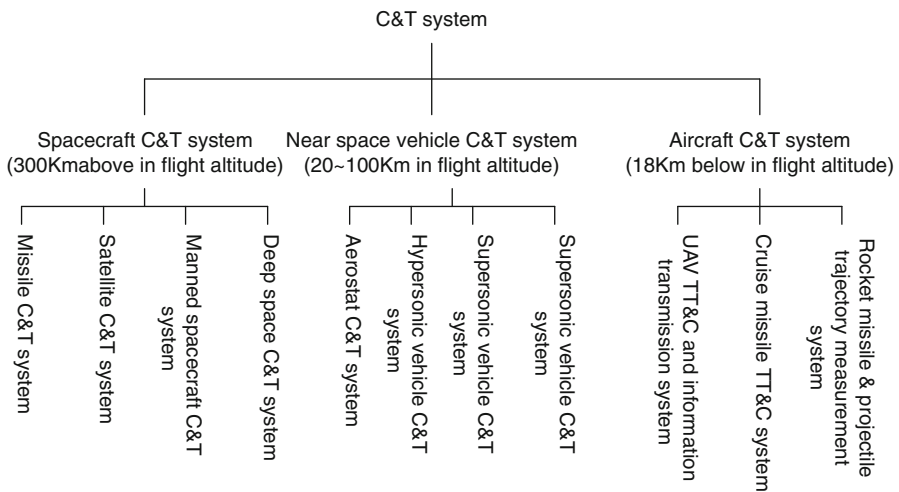 C&T system
Spacecraft C&T system
(300Kmabove in flight altitude)
Near space vehicle C&T system
(20~100Km in flight altitude)
Aircraft C&T system
(18Km below in flight altitude)
Missile C&T system
Satellite C&T system
Manned spacecraft C&T
system
Deep space C&T system
Aerostat C&T system
Hypersonic vehicle C&T
system
Supersonic vehicle C&T
system
Supersonic vehicle C&T
system
UAV TT&C and information
transmission system
Cruise missile TT&C system
Rocket missile & projectile
trajectory measurement
system